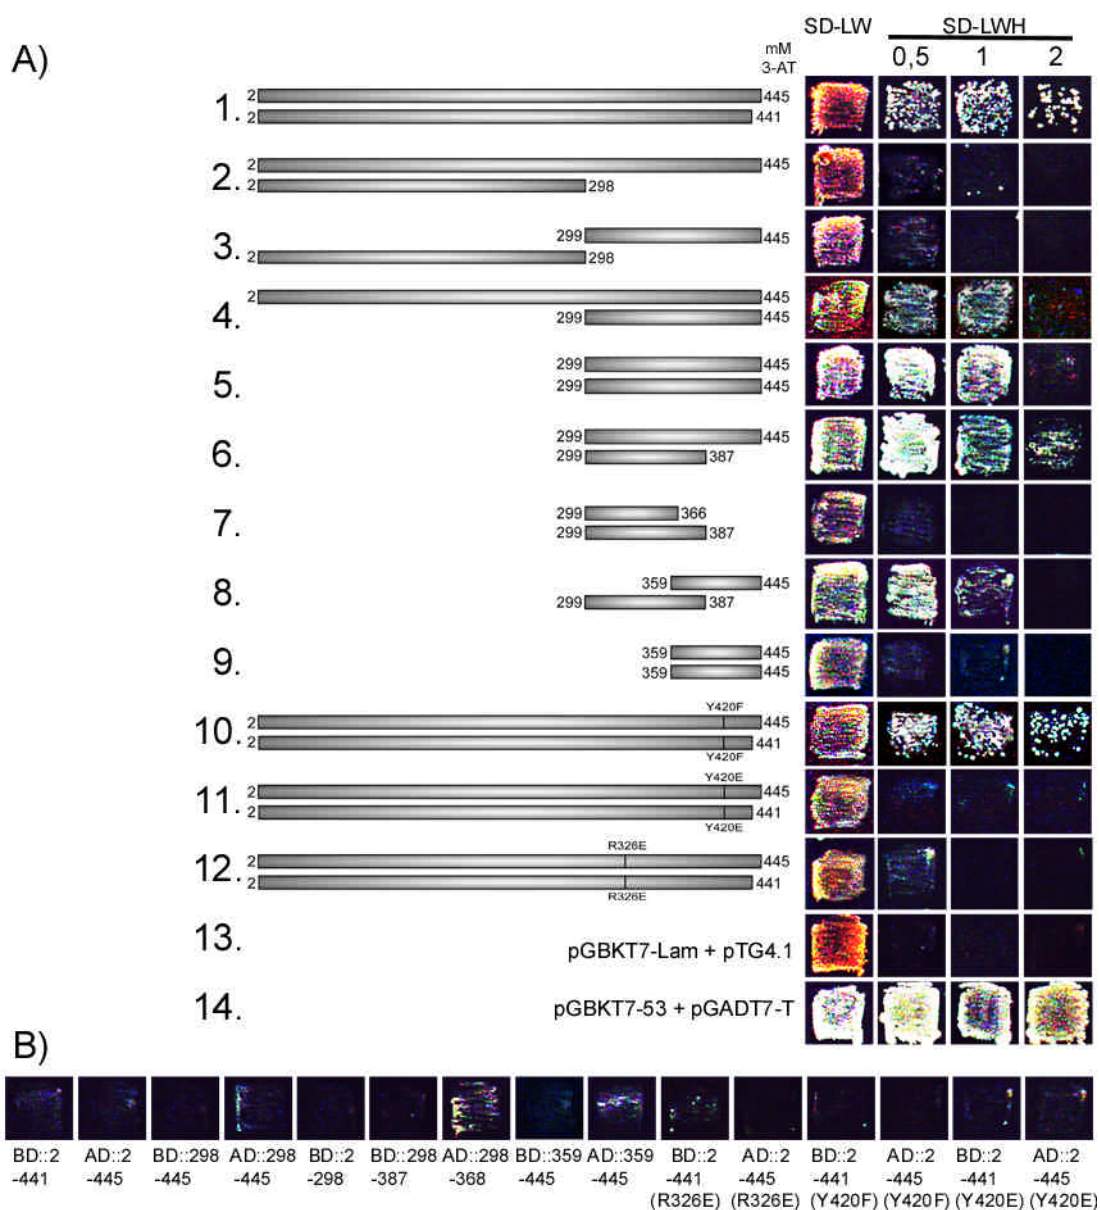 A)
SD-LW
SD-LWH
mM
3-AT
0,5
1
2
1.
2
445
2
441
2.
2
445
2
298
3.
299
445
2
298
4.
2
445
299
445
5.
299
445
299
445
6.
299
445
299
387
7.
299
366
299
387
8.
359
445
299
387
9.
359
445
359
445
10.
Y420F
2
445
2
441
Y420F
11.
Y420E
2
445
2
441
Y420E
12.
R326E
2
445
2
441
R326E
13.
pGBKT7-Lam + pTG4.1
14.
pGBKT7-53 + pGADT7-T
B)
BD::2
-441
AD::2
-445
BD::298
-445
AD::298
-445
BD::2
-298
BD::298
-387
AD::298
-368
BD::359
-445
AD::359
-445
BD::2
-441
(R326E)
AD::2
-445
(R326E)
BD::2
-441
(Y420F)
AD::2
-445
(Y420F)
BD::2
-441
(Y420E)
AD::2
-445
(Y420E)